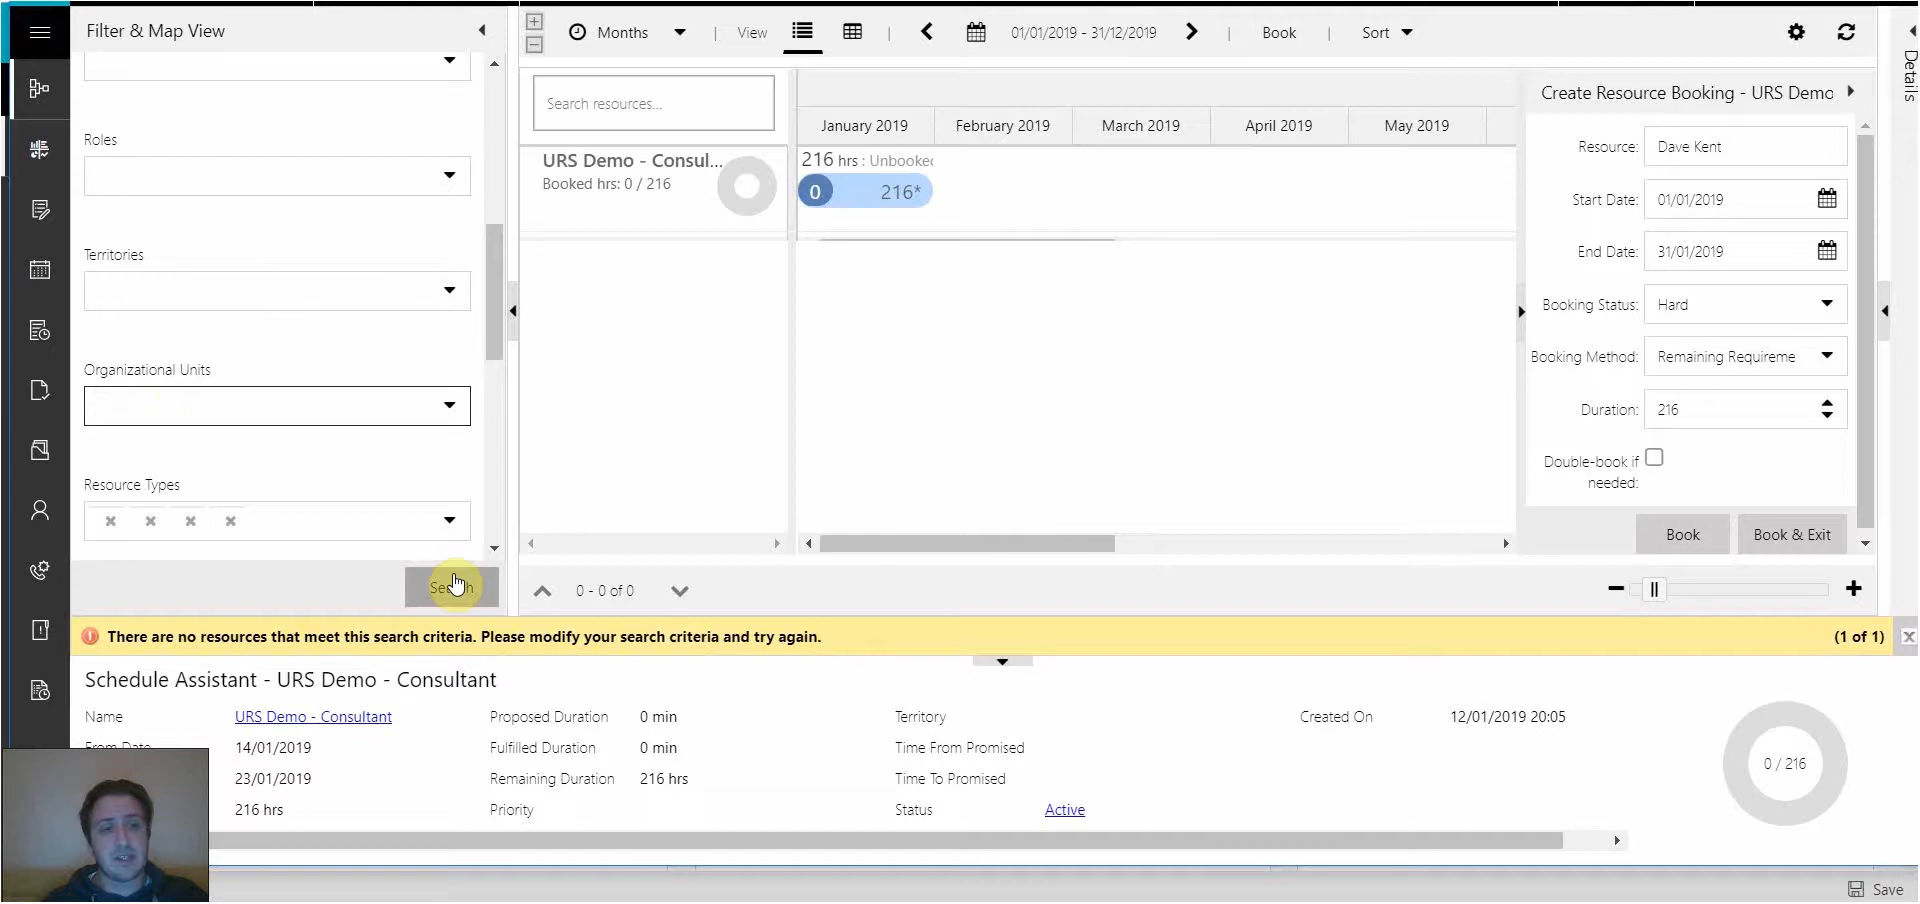 Filter & Map View
Months
View
01/01/2019 - 31/12/2019
Book
Sort
Details
Roles
Territories
Organizational Units
Resource Types
Search resources...
January 2019
February 2019
March 2019
April 2019
May 2019
URS Demo - Consul...
Booked hrs: 0 / 216
216 hrs : Unbooked
0
216*
Create Resource Booking - URS Demo
Resource:
Dave Kent
Start Date:
01/01/2019
End Date:
31/01/2019
Booking Status:
Hard
Booking Method:
Remaining Requireme
Duration:
216
Double-book if
needed:
Book
Book & Exit
Search
0 - 0 of 0
There are no resources that meet this search criteria. Please modify your search criteria and try again.
(1 of 1)
Schedule Assistant - URS Demo - Consultant
Name
URS Demo - Consultant
Proposed Duration
0 min
Territory
Created On
12/01/2019 20:05
From Date
14/01/2019
Fulfilled Duration
0 min
Time From Promised
23/01/2019
Remaining Duration
216 hrs
Time To Promised
216 hrs
Priority
Status
Active
0 / 216
Save